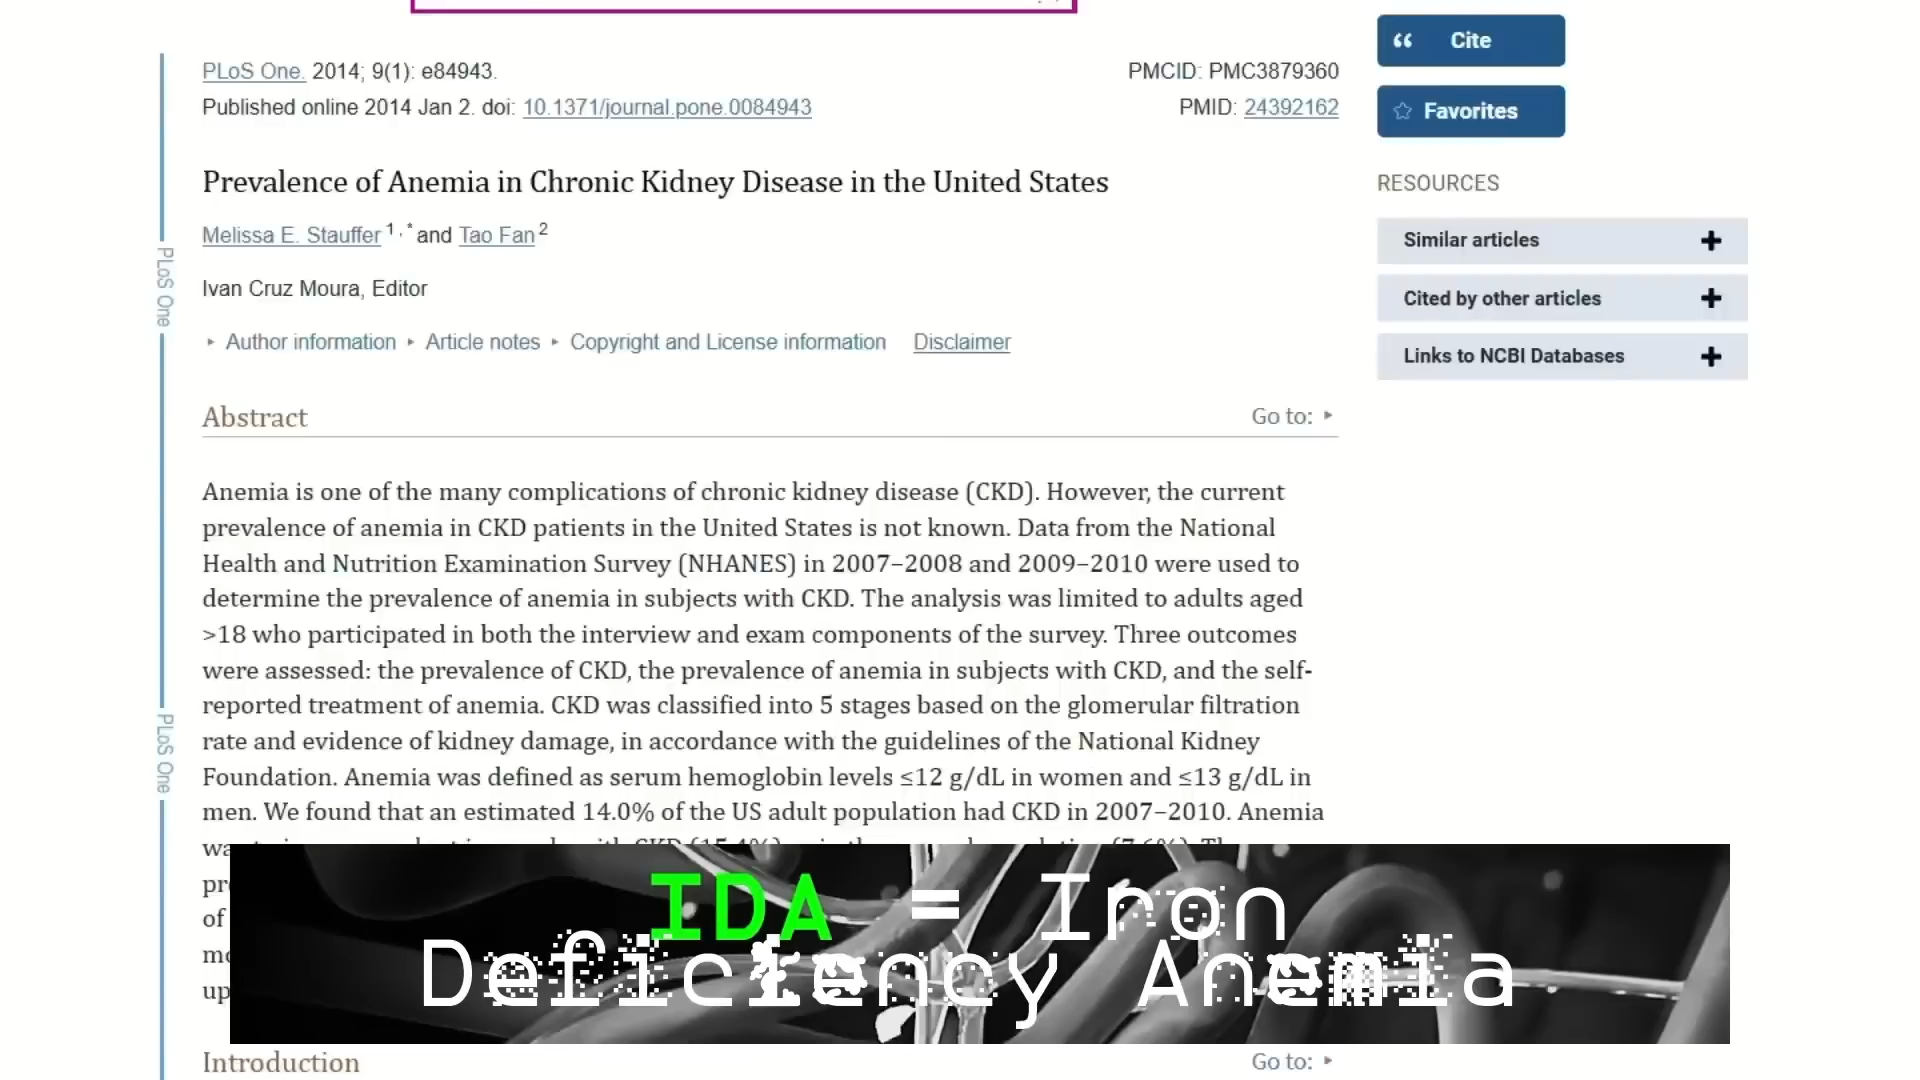 Cite
PLoS One. 2014; 9(1): e84943.
PMCID: PMC3879360
Published online 2014 Jan 2. doi: 10.1371/journal.pone.0084943
PMID: 24392162
Favorites
Prevalence of Anemia in Chronic Kidney Disease in the United States
RESOURCES
Melissa E. Stauffer 1,* and Tao Fan 2
Similar articles
Ivan Cruz Moura, Editor
Cited by other articles
Author information Article notes Copyright and License information Disclaimer
Links to NCBI Databases
PLoS One
Abstract
Go to:
Anemia is one of the many complications of chronic kidney disease (CKD). However, the current
prevalence of anemia in CKD patients in the United States is not known. Data from the National
Health and Nutrition Examination Survey (NHANES) in 2007–2008 and 2009–2010 were used to
determine the prevalence of anemia in subjects with CKD. The analysis was limited to adults aged
>18 who participated in both the interview and exam components of the survey. Three outcomes
were assessed: the prevalence of CKD, the prevalence of anemia in subjects with CKD, and the self-
reported treatment of anemia. CKD was classified into 5 stages based on the glomerular filtration
rate and evidence of kidney damage, in accordance with the guidelines of the National Kidney
Foundation. Anemia was defined as serum hemoglobin levels ≤12 g/dL in women and ≤13 g/dL in
men. We found that an estimated 14.0% of the US adult population had CKD in 2007–2010. Anemia
PLoS One
of
IDA = Iron
Deficiency Anemia
up
Introduction
Go to: